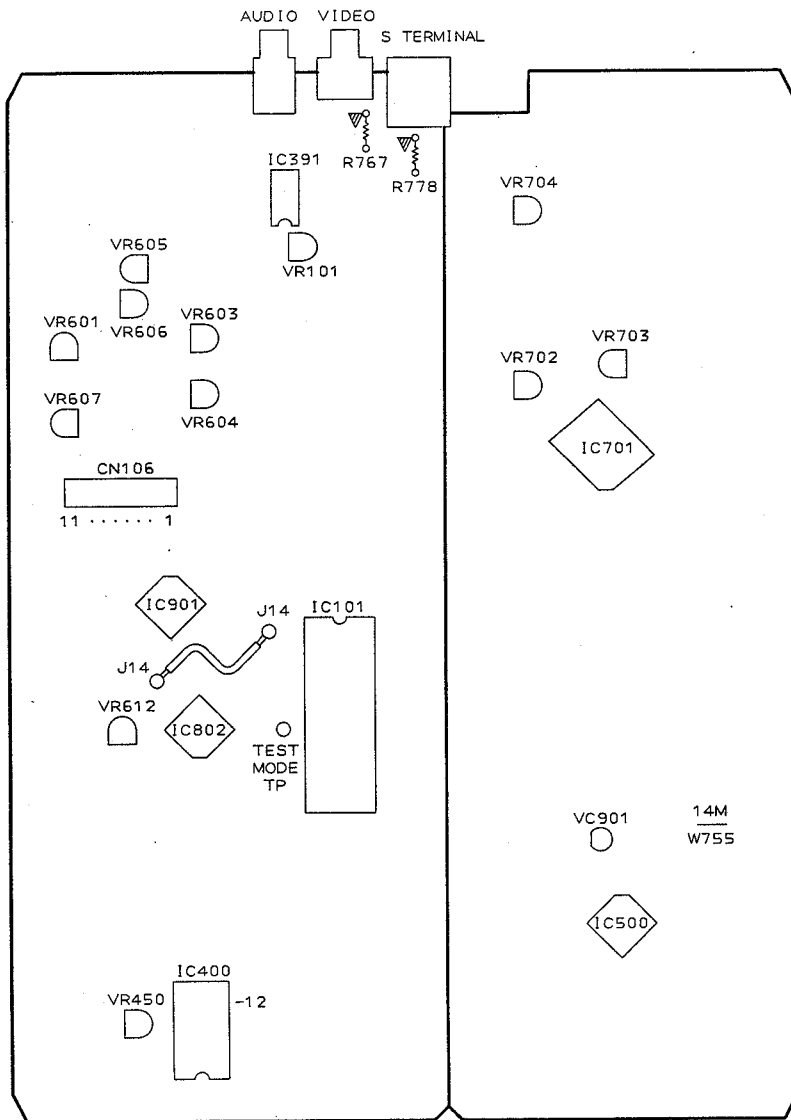 AUDIO VIDEO
S TERMINAL
R767
IC391
R778
VR704
VR605
VR101
VR606
VR603
VR601
VR703
VR702
VR607
VR604
IC701
CN106
11 · · · · · · 1
IC901
J14
IC101
J14
VR612
IC802
TEST
MODE
TP
VC901
14M
W755
IC500
IC400
VR450
-12